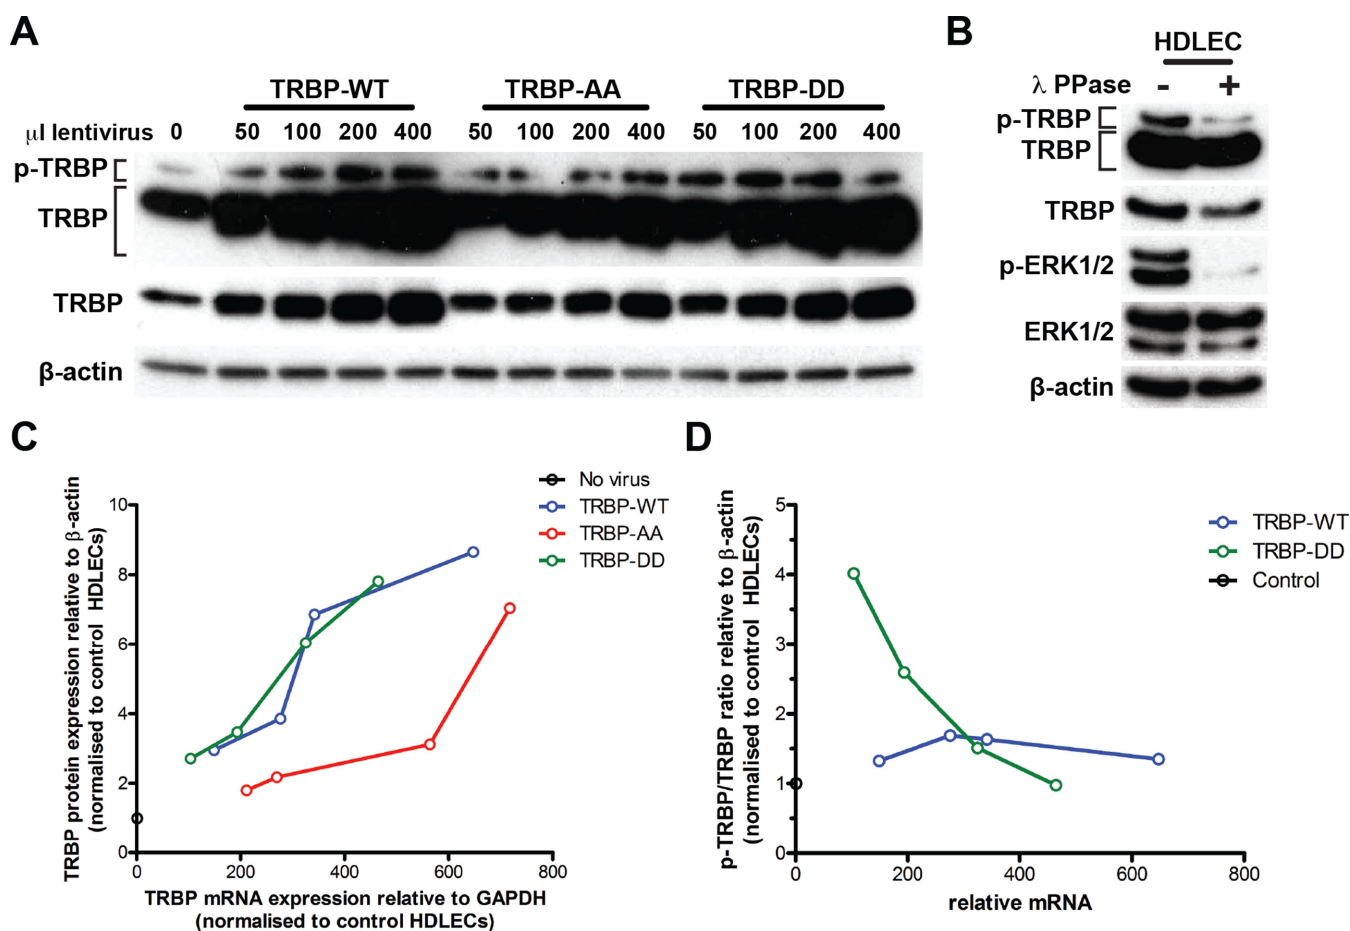 A
TRBP-WT TRBP-AA TRBP-DD
μl lentivirus 0 50 100 200 400 50 100 200 400 50 100 200 400
p-TRBP
TRBP
TRBP
β-actin
B
HDLEC
λ PPase - +
p-TRBP
TRBP
TRBP
p-ERK1/2
ERK1/2
β-actin
C
TRBP protein expression relative to β-actin
(normalised to control HDLECs)
10
8
6
4
2
0
0 200 400 600 800
TRBP mRNA expression relative to GAPDH
(normalised to control HDLECs)
No virus
TRBP-WT
TRBP-AA
TRBP-DD
D
p-TRBP/TRBP ratio relative to β-actin
(normalised to control HDLECs)
5
4
3
2
1
0
0 200 400 600 800
relative mRNA
TRBP-WT
TRBP-DD
Control